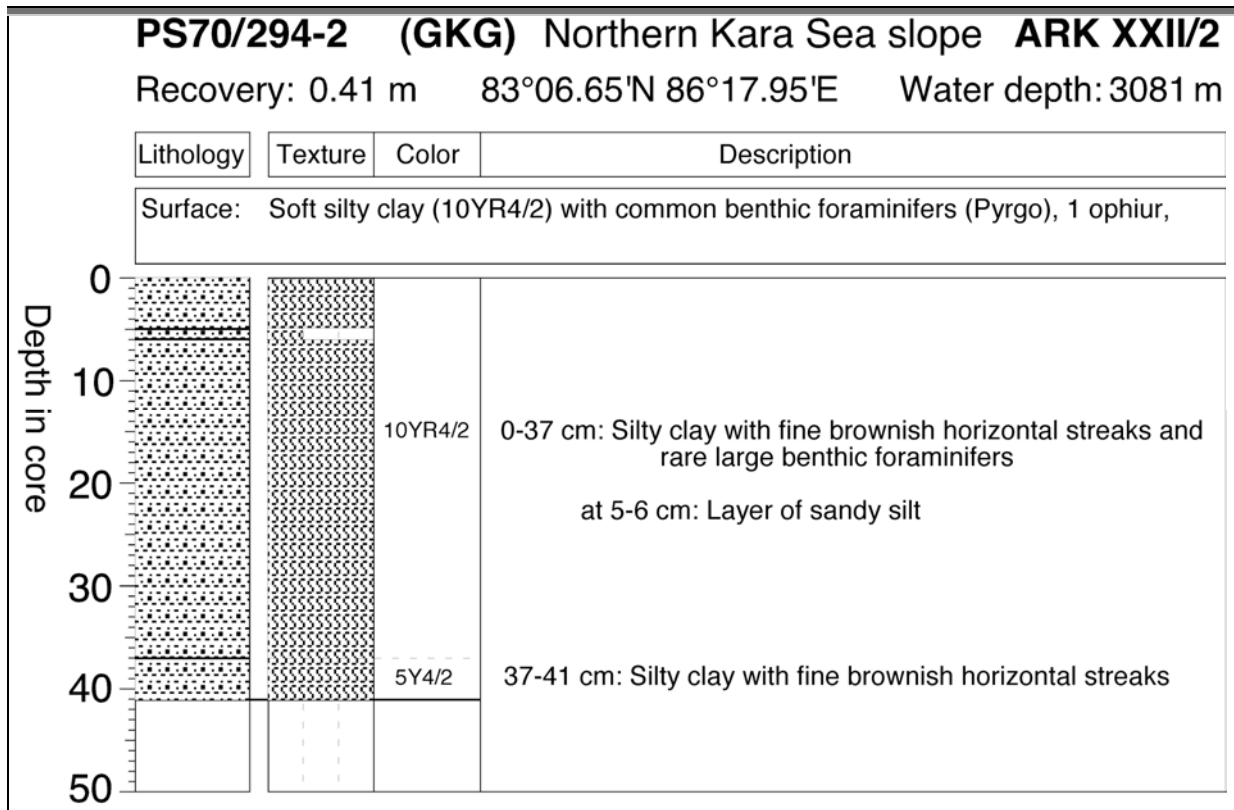 PS70/294-2 (GKG) Northern Kara Sea slope ARK XXII/2
Recovery: 0.41 m 83°06.65'N 86°17.95'E Water depth: 3081 m
Lithology Texture Color Description
Surface: Soft silty clay (10YR4/2) with common benthic foraminifers (Pyrgo), 1 ophiur,
Depth in core
0
10
10YR4/2 0-37 cm: Silty clay with fine brownish horizontal streaks and
rare large benthic foraminifers
20
at 5-6 cm: Layer of sandy silt
30
5Y4/2 37-41 cm: Silty clay with fine brownish horizontal streaks
40
50